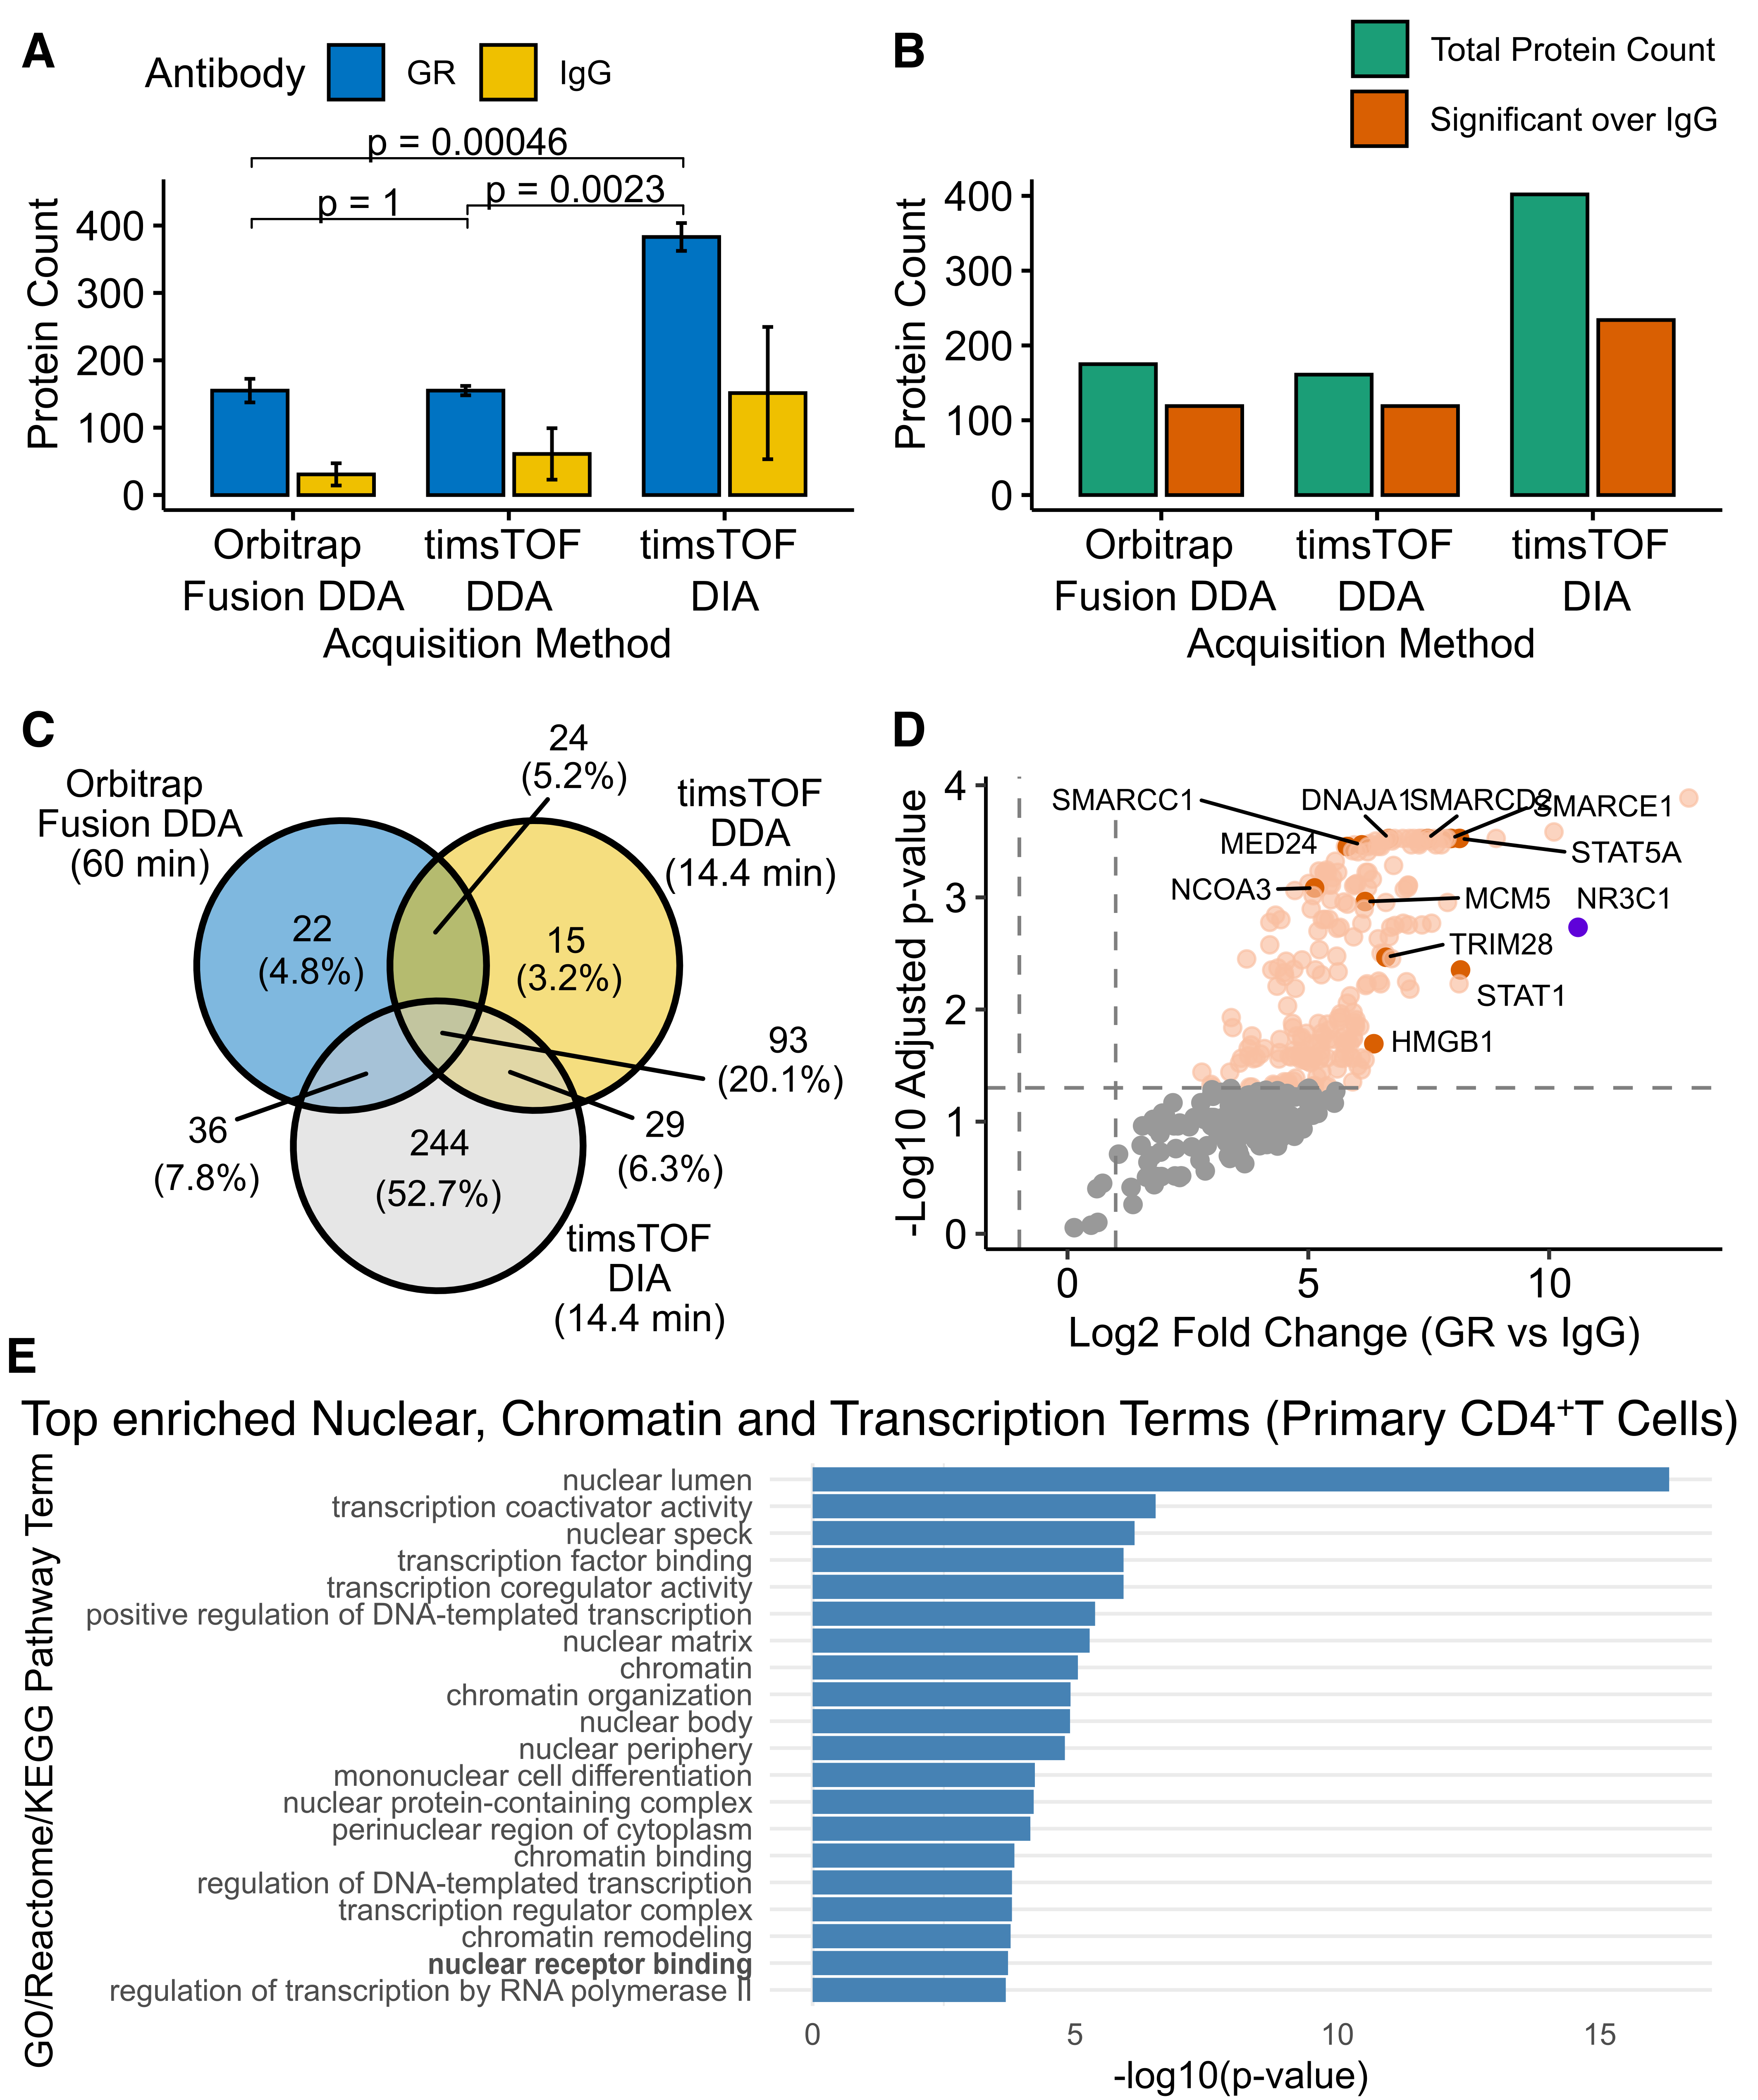 A
Antibody GR IgG
p = 0.00046
p = 1
p = 0.0023
Protein Count
400
300
200
100
0
Orbitrap
Fusion DDA
timsTOF
DDA
timsTOF
DIA
Acquisition Method
B
Total Protein Count
Significant over IgG
Protein Count
400
300
200
100
0
Orbitrap
Fusion DDA
timsTOF
DDA
timsTOF
DIA
Acquisition Method
C
Orbitrap
Fusion DDA
(60 min)
24
(5.2%)
timsTOF
DDA
(14.4 min)
22
(4.8%)
15
(3.2%)
93
(20.1%)
36
(7.8%)
244
(52.7%)
29
(6.3%)
timsTOF
DIA
(14.4 min)
D
-Log10 Adjusted p-value
4
3
2
1
0
SMARCC1
DNAJA1
SMARCD2
SMARCE1
MED24
STAT5A
NCOA3
MCM5
NR3C1
TRIM28
STAT1
HMGB1
0
5
10
Log2 Fold Change (GR vs IgG)
E
Top enriched Nuclear, Chromatin and Transcription Terms (Primary CD4⁺T Cells)
GO/Reactome/KEGG Pathway Term
nuclear lumen
transcription coactivator activity
nuclear speck
transcription factor binding
transcription coregulator activity
positive regulation of DNA-templated transcription
nuclear matrix
chromatin
chromatin organization
nuclear body
nuclear periphery
mononuclear cell differentiation
nuclear protein-containing complex
perinuclear region of cytoplasm
chromatin binding
regulation of DNA-templated transcription
transcription regulator complex
chromatin remodeling
nuclear receptor binding
regulation of transcription by RNA polymerase II
0
5
10
15
-log10(p-value)